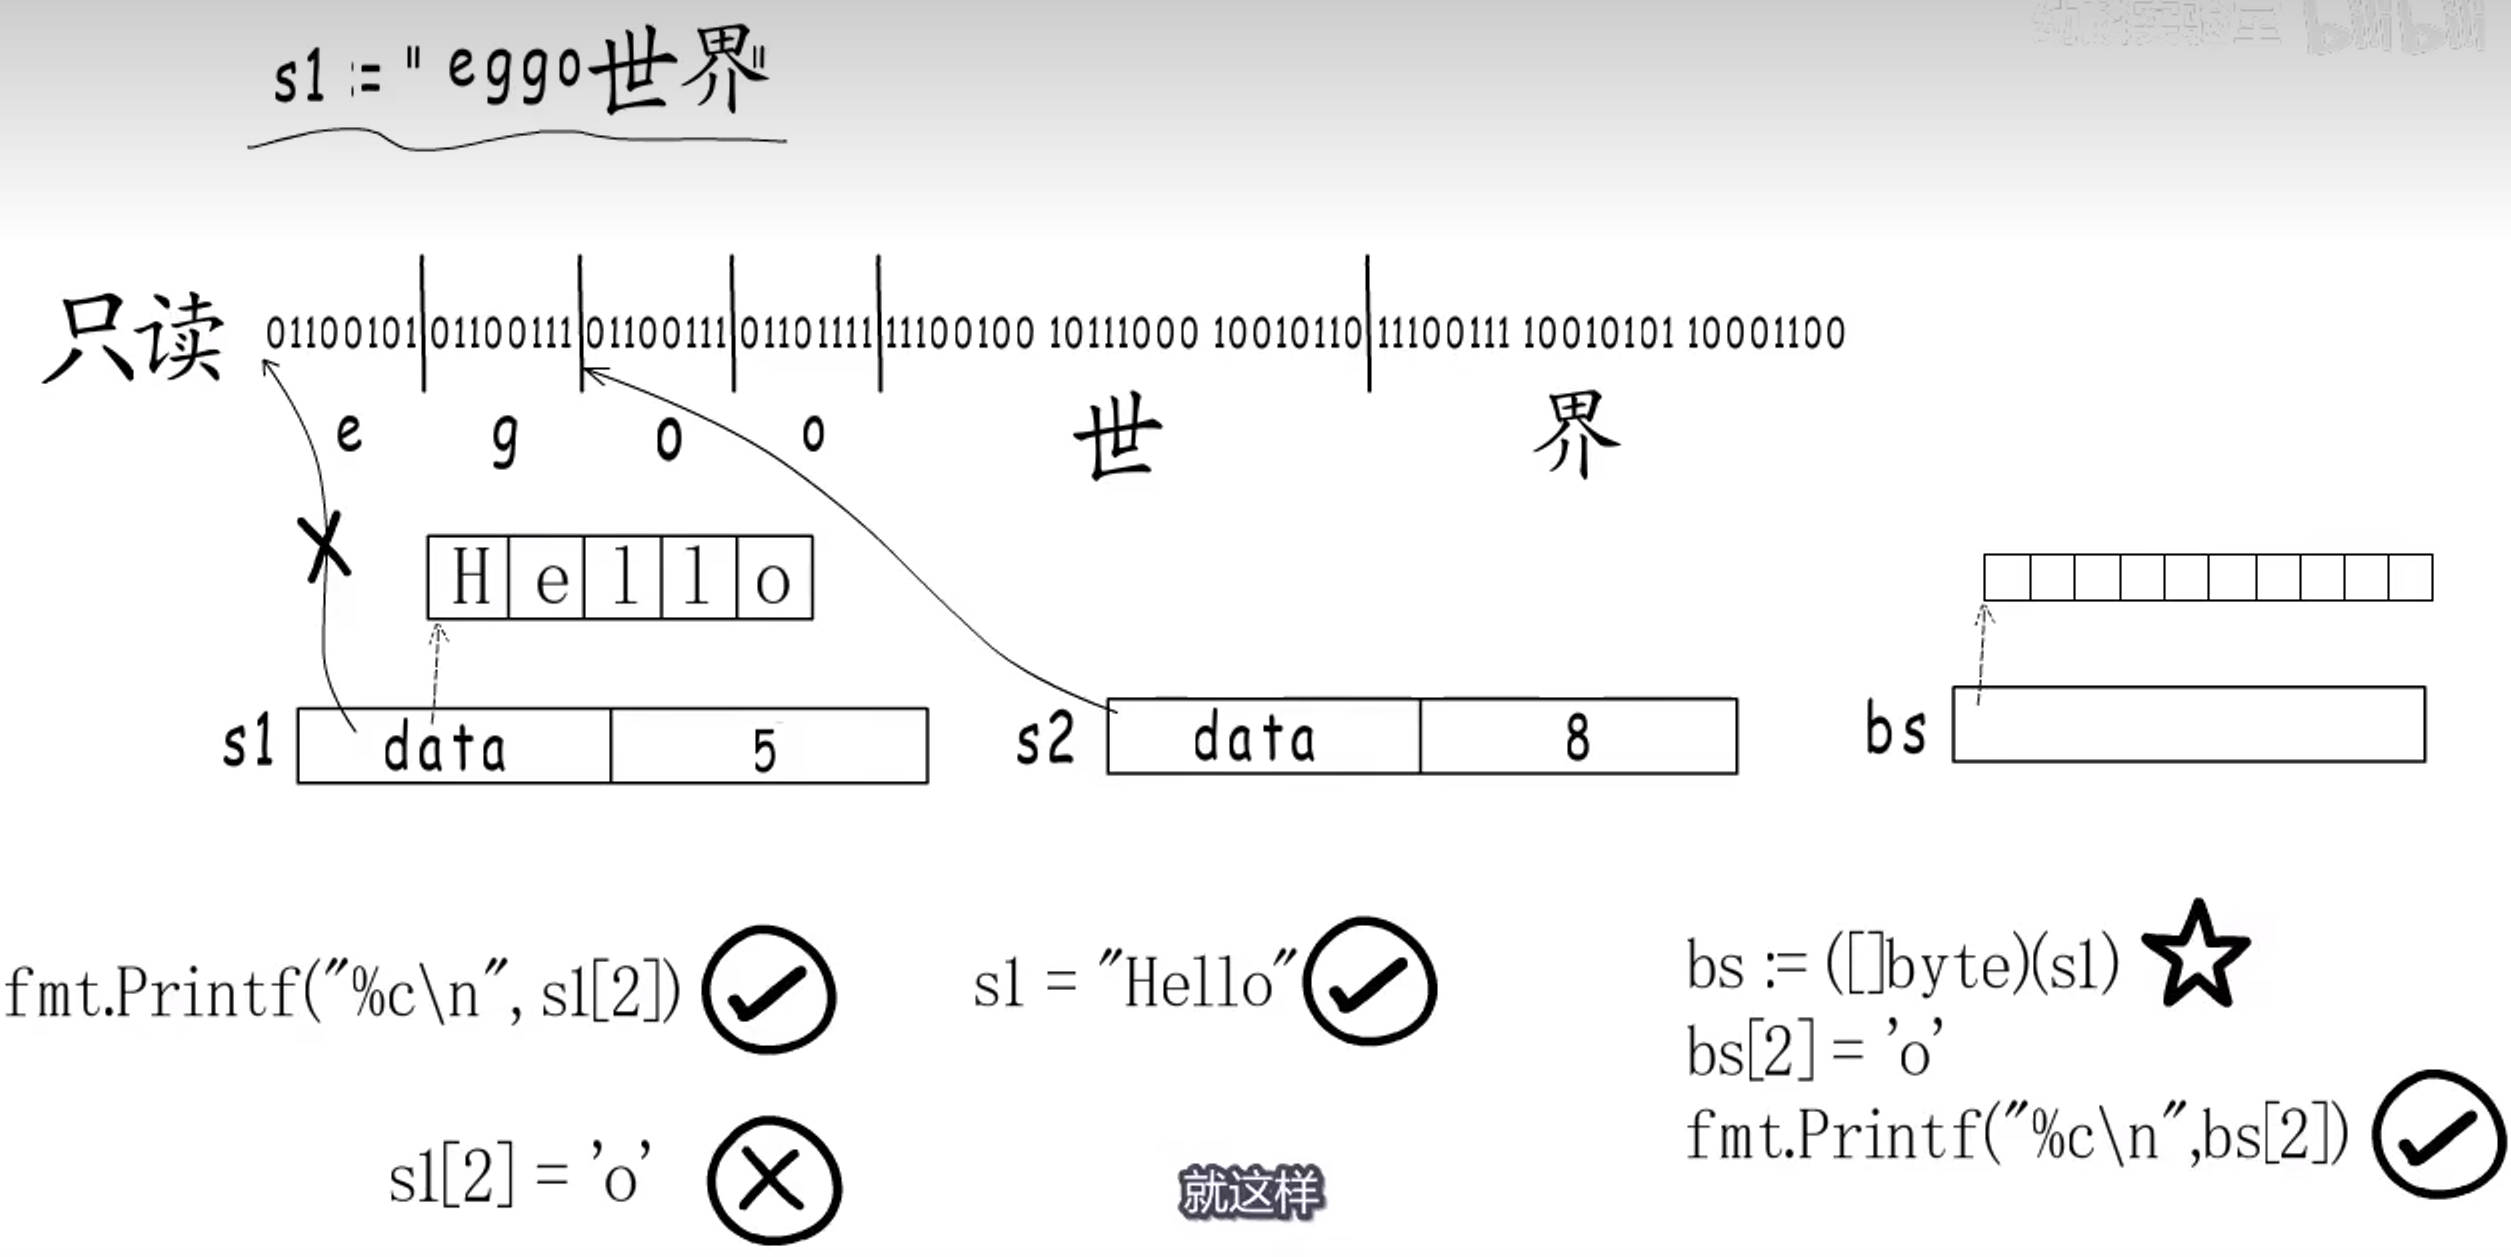 s1 := "eggo世界"
bilibili
只读 01100101 01100111 01100111 01101111 11100100 10111000 10010110 11100111 10010101 10001100
e g o o 世 界
Hello
s1 data 5 s2 data 8 bs
fmt.Printf("%c\n", s1[2]) s1 = "Hello" bs := ([]byte)(s1)
bs[2] = 'o'
fmt.Printf("%c\n",bs[2])
s1[2] = 'o'
就这样